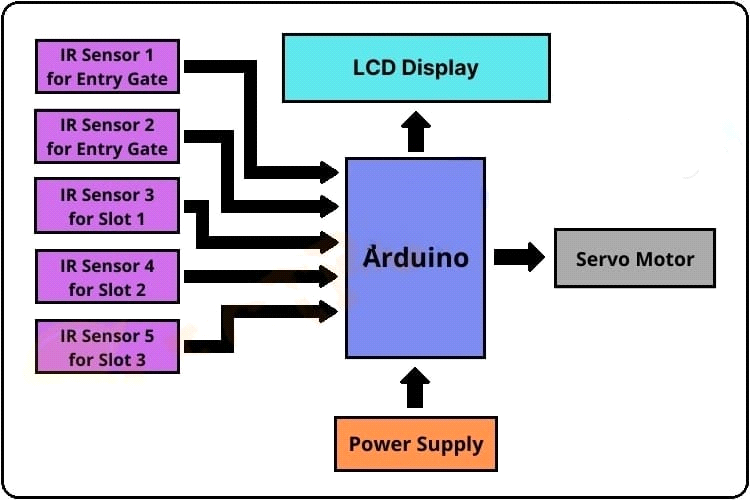 IR Sensor 1
for Entry Gate
IR Sensor 2
for Entry Gate
IR Sensor 3
for Slot 1
IR Sensor 4
for Slot 2
IR Sensor 5
for Slot 3
LCD Display
Arduino
Servo Motor
Power Supply